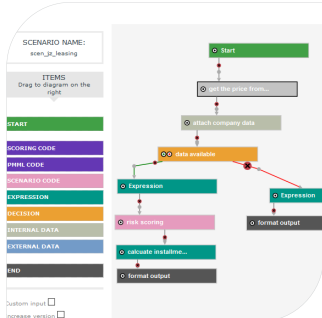 SCENARIO NAME:
scen_jz_leasing
ITEMS
Drag to diagram on the
right
START
SCORING CODE
PMML CODE
SCENARIO CODE
EXPRESSION
DECISION
INTERNAL DATA
EXTERNAL DATA
END
Custom input
Increase version
Start
get the price from...
attach company data
data available
Expression
Expression
risk scoring
format output
calcuate installme...
format output